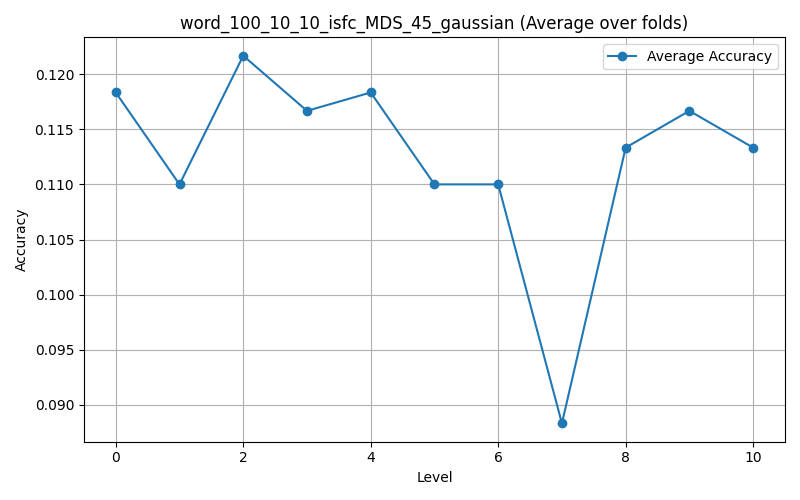 word_100_10_10_isfc_MDS_45_gaussian (Average over folds)
Average Accuracy
0.120
0.115
0.110
0.105
0.100
0.095
0.090
Accuracy
0 2 4 6 8 10
Level